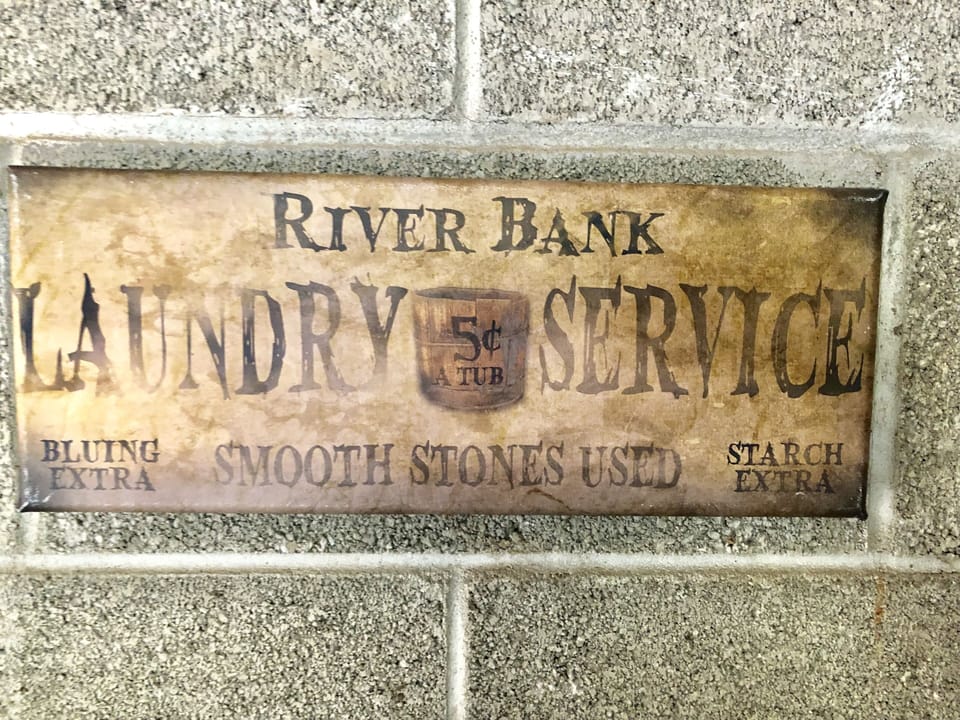 River Bank
LAUNDRY SERVICE
5¢
A TUB
BLUING
EXTRA
SMOOTH STONES USED
STARCH
EXTRA